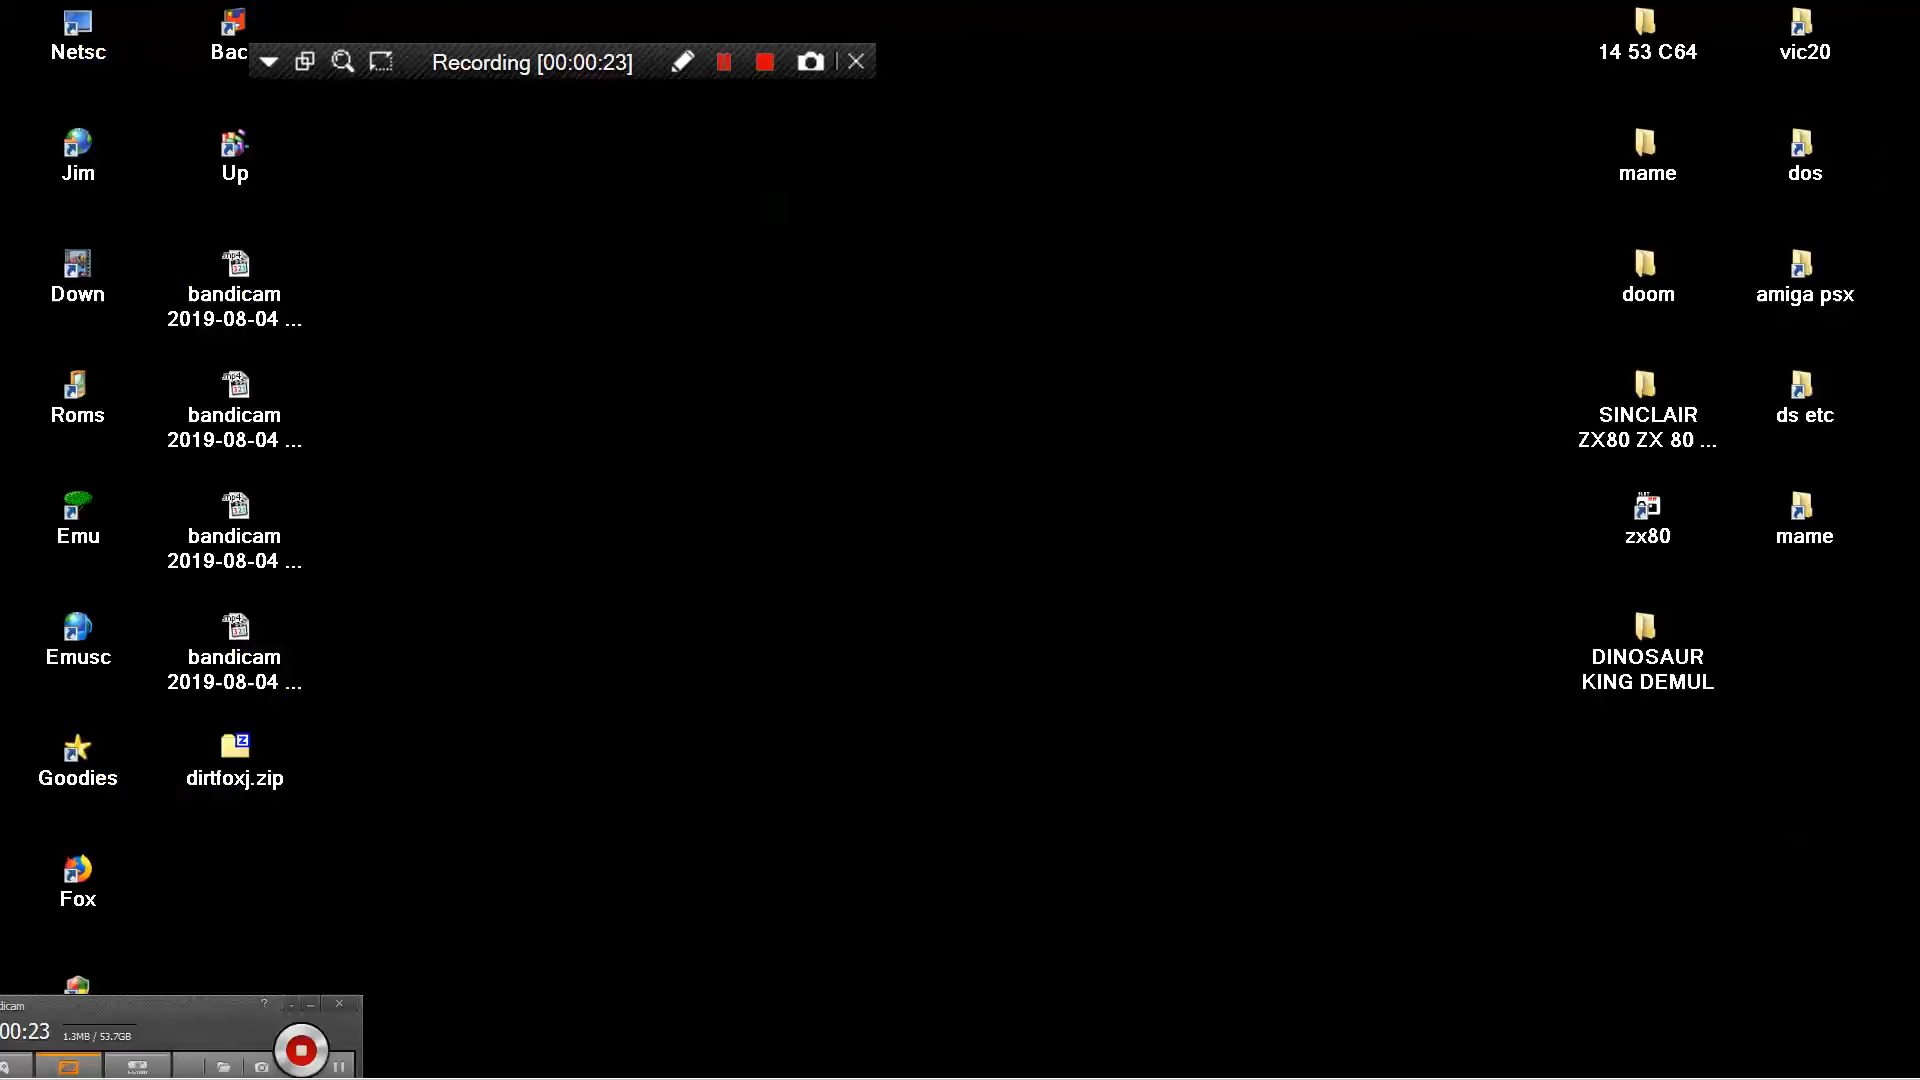 Netsc
Bac
Recording [00:00:23]
14 53 C64
vic20
Jim
Up
mame
dos
Down
bandicam
2019-08-04 ...
doom
amiga psx
Roms
bandicam
2019-08-04 ...
SINCLAIR
ZX80 ZX 80 ...
ds etc
Emu
bandicam
2019-08-04 ...
zx80
mame
Emusc
bandicam
2019-08-04 ...
DINOSAUR
KING DEMUL
Goodies
dirtfoxj.zip
Fox
dicam
00:23
1.3MB / 53.7GB